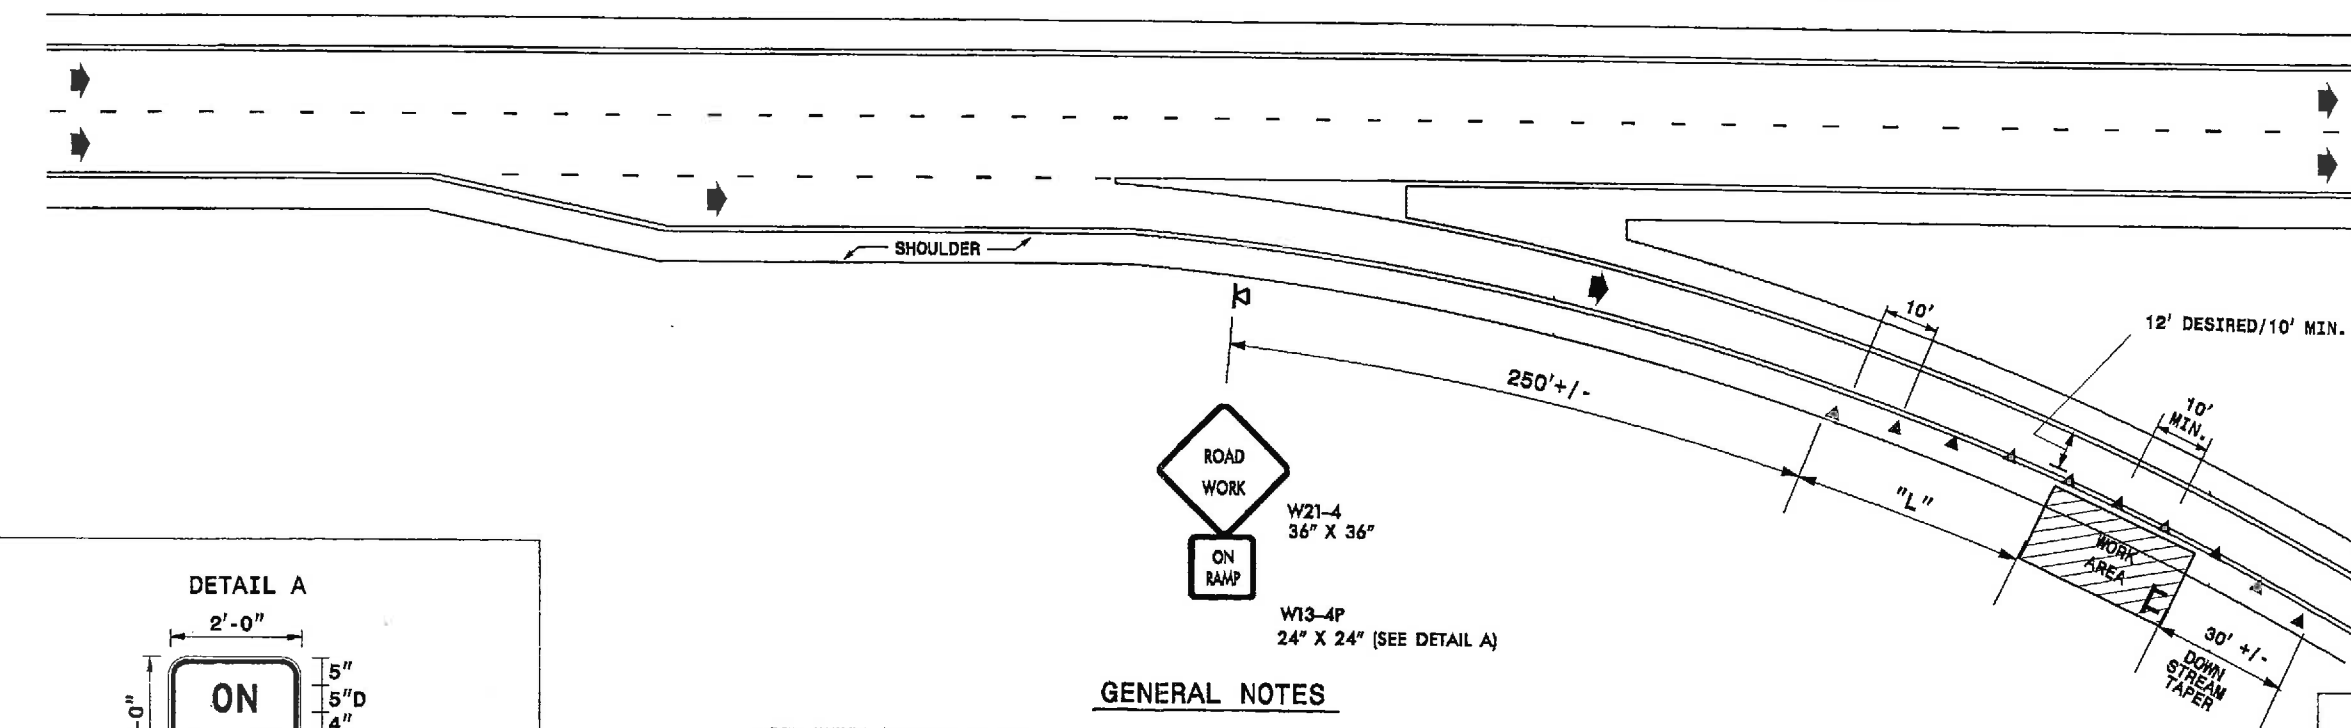 SHOULDER
10'
12' DESIRED/10' MIN.
250'+/-
10'
MIN.
"L"
ROAD
WORK
W21-4
36" X 36"
ON
RAMP
W13-4P
24" X 24" (SEE DETAIL A)
WORK
AREA
30' +/-
DOWN
STREAM
TAPER
DETAIL A
2'-0"
5"
ON
5"D
4"
-0"
GENERAL NOTES